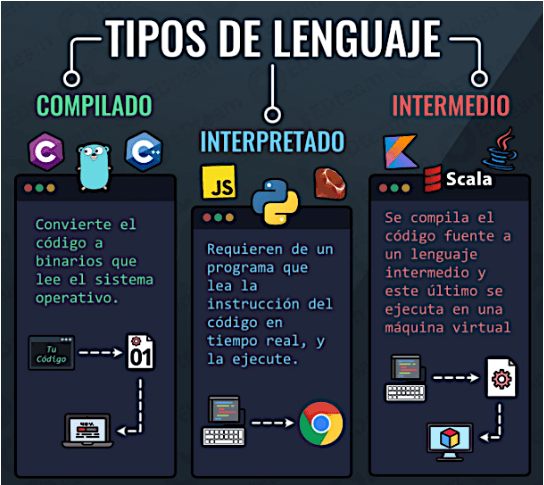 TIPOS DE LENGUAJE
COMPILADO
C
C++
Convierte el
código a
binarios que
lee el sistema
operativo.
Tu
Código
01
INTERPRETADO
JS
Requieren de un
programa que
lea la
instrucción del
código en
tiempo real, y
la ejecute.
INTERMEDIO
Scala
Se compila el
código fuente a
un lenguaje
intermedio y
este último se
ejecuta en una
máquina virtual